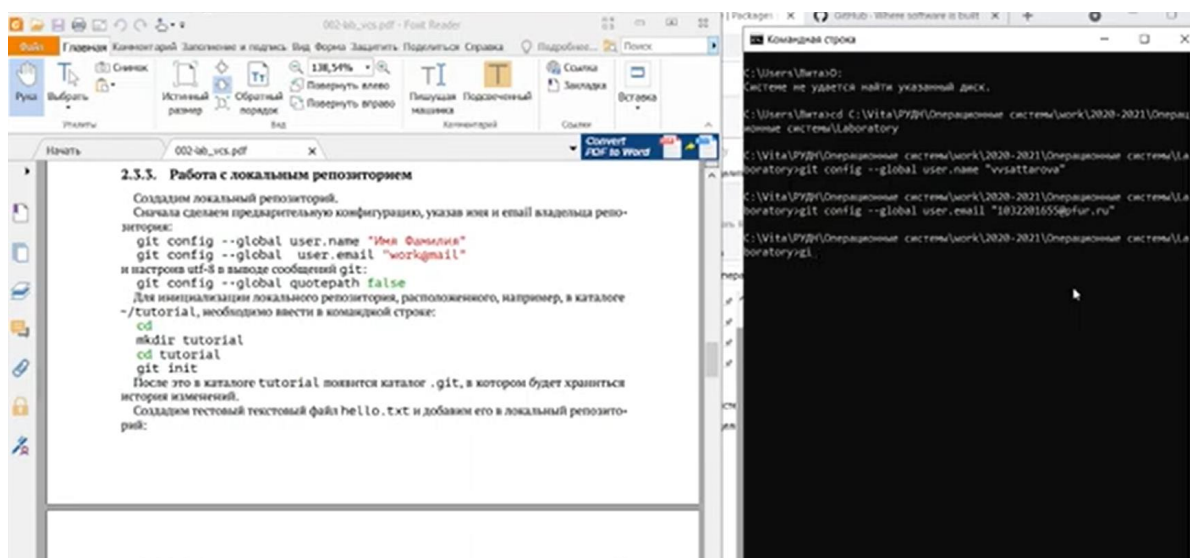 002-lab_vcs.pdf - Foxit Reader
Файл Главная Комментарий Заполнение и подпись Вид Форма Защитить Поделиться Справка Подробнее... Поиск
Рука
Выбрать
Снимок
Истинный размер
Обратный порядок
138,54%
Повернуть влево
Повернуть вправо
Пишущая машинка
Подсвеченный
Ссылка
Закладка
Вставка
Утилиты
Вид
Комментарий
Ссылки
Начать
002-lab_vcs.pdf
Convert PDF to Word
2.3.3. Работа с локальным репозиторием
Создадим локальный репозиторий.
Сначала сделаем предварительную конфигурацию, указав имя и email владельца репо-
зитория:
git config --global user.name "Имя Фамилия"
git config --global user.email "work@mail"
и настроив utf-8 в выводе сообщений git:
git config --global quotepath false
Для инициализации локального репозитория, расположенного, например, в каталоге
~/tutorial, необходимо ввести в командной строке:
cd
mkdir tutorial
cd tutorial
git init
После это в каталоге tutorial появится каталог .git, в котором будет храниться
история изменений.
Создадим тестовый текстовый файл hello.txt и добавим его в локальный репозито-
рий:
GitHub - Where software is built
Командная строка
C:\Users\Вита>D:
Системе не удается найти указанный диск.
C:\Users\Вита>cd C:\Vita\РУДН\Операционные системы\work\2020-2021\Операц
ионные системы\Laboratory
C:\Vita\РУДН\Операционные системы\work\2020-2021\Операционные системы\La
boratory>git config --global user.name "vvsattarova"
C:\Vita\РУДН\Операционные системы\work\2020-2021\Операционные системы\La
boratory>git config --global user.email "1032201655@pfur.ru"
C:\Vita\РУДН\Операционные системы\work\2020-2021\Операционные системы\La
boratory>gi